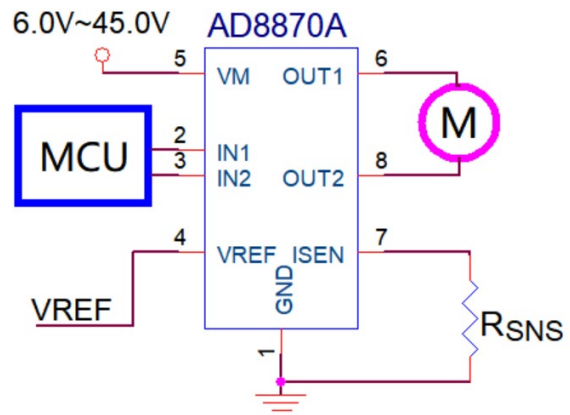 6.0V~45.0V AD8870A
5 VM OUT1 6
MCU 2 IN1 M
3 IN2 OUT2 8
4 VREF ISEN 7
VREF GND RSNS
1